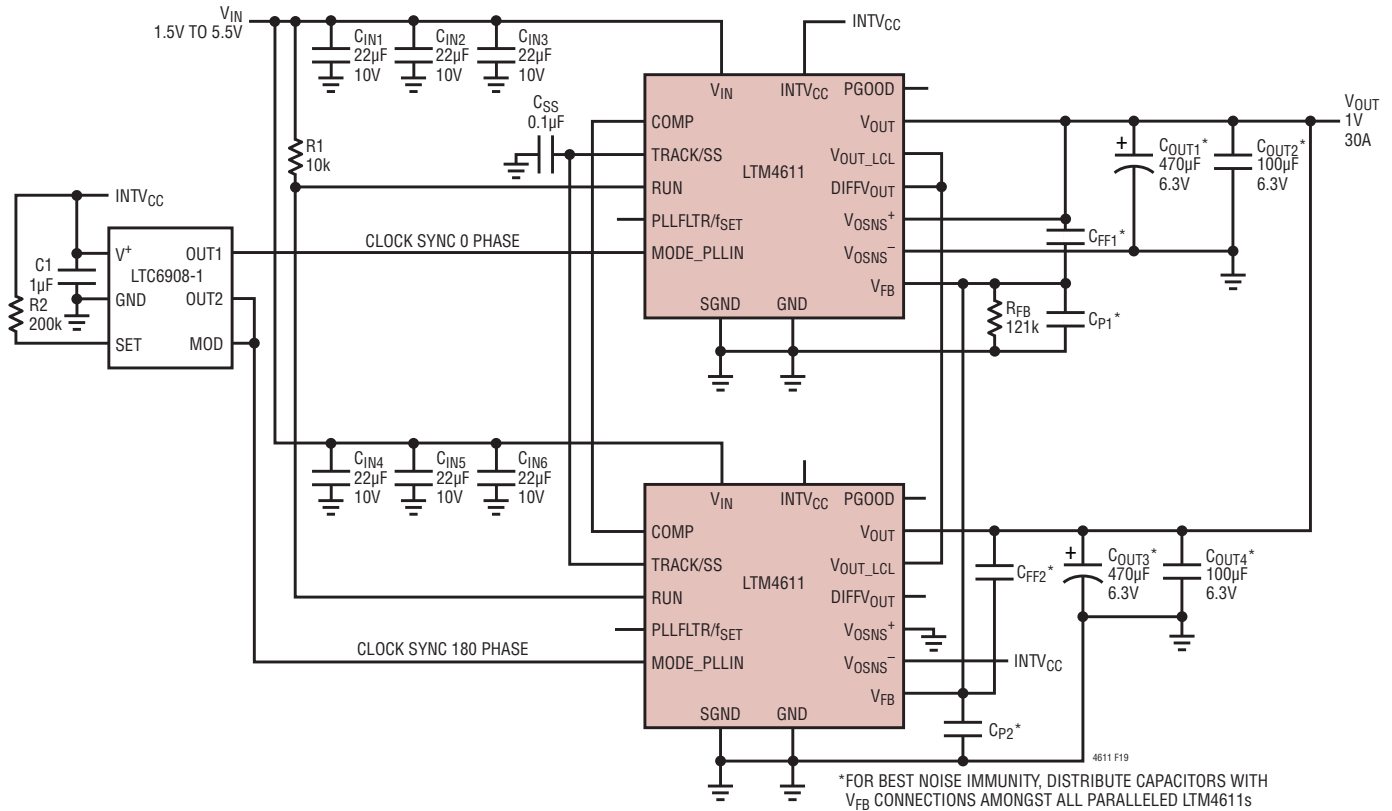 VIN
1.5V TO 5.5V
CIN1
22µF
10V
CIN2
22µF
10V
CIN3
22µF
10V
INTVCC
R1
10k
CSS
0.1µF
VIN
INTVCC
PGOOD
COMP
VOUT
TRACK/SS
VOUT_LCL
LTM4611
RUN
DIFFVOUT
PLLFLTR/fSET
VOSNS+
MODE_PLLIN
VOSNS–
VFB
SGND
GND
VOUT
1V
30A
+
COUT1*
470µF
6.3V
COUT2*
100µF
6.3V
CFF1*
RFB
121k
CP1*
INTVCC
C1
1µF
R2
200k
V+
OUT1
LTC6908-1
GND
OUT2
SET
MOD
CLOCK SYNC 0 PHASE
CIN4
22µF
10V
CIN5
22µF
10V
CIN6
22µF
10V
VIN
INTVCC
PGOOD
COMP
VOUT
TRACK/SS
VOUT_LCL
LTM4611
RUN
DIFFVOUT
PLLFLTR/fSET
VOSNS+
MODE_PLLIN
VOSNS–
INTVCC
VFB
SGND
GND
CLOCK SYNC 180 PHASE
CFF2*
+
COUT3*
470µF
6.3V
COUT4*
100µF
6.3V
CP2*
4611 F19
*FOR BEST NOISE IMMUNITY, DISTRIBUTE CAPACITORS WITH
VFB CONNECTIONS AMONGST ALL PARALLELED LTM4611s